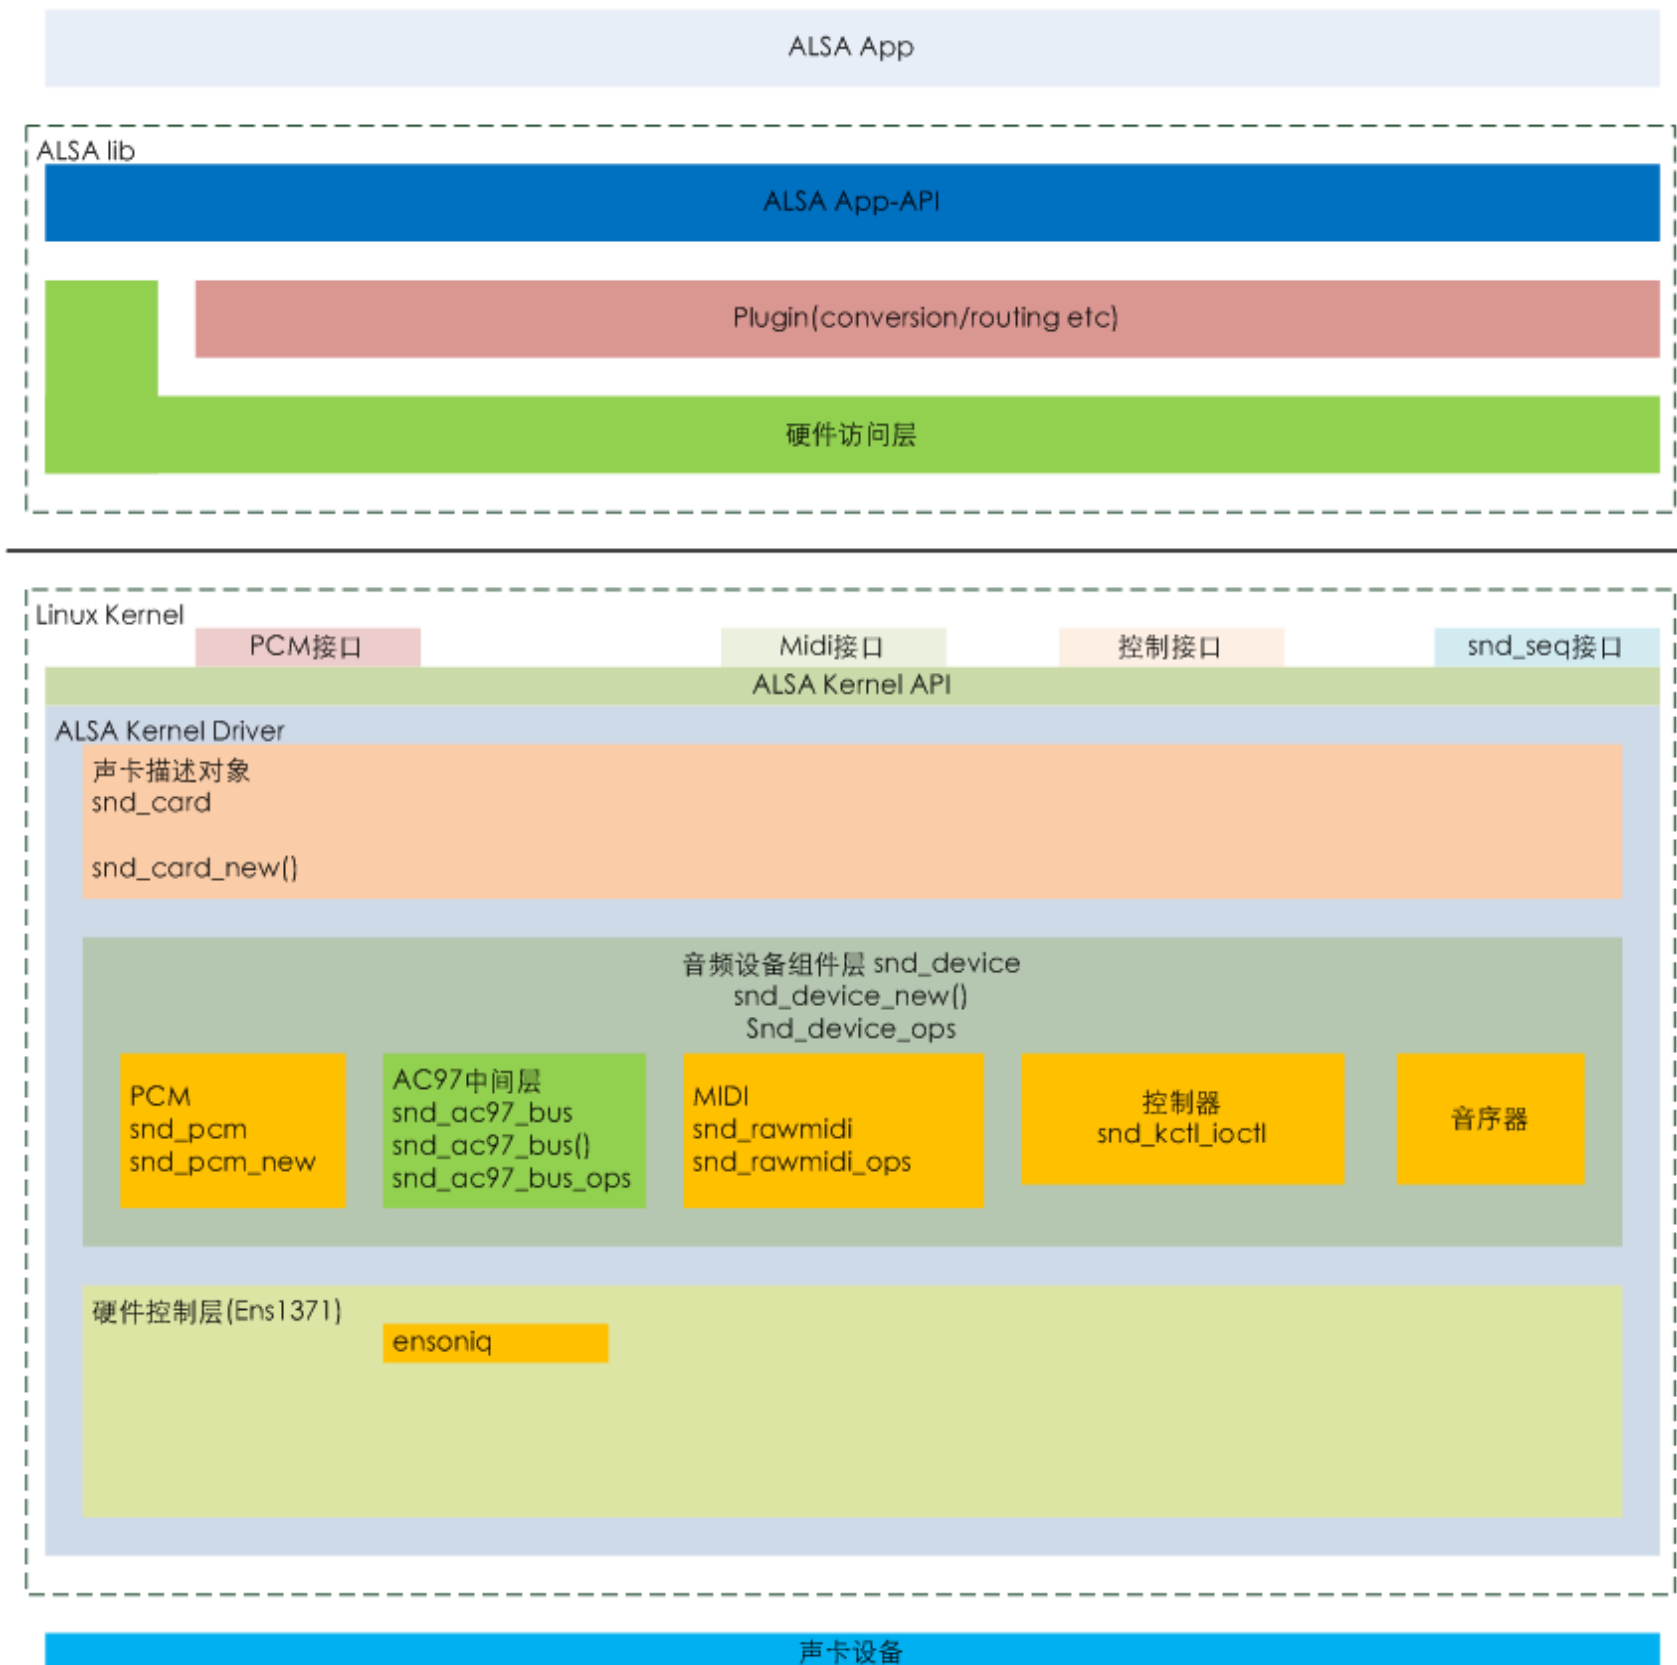 ALSA App
ALSA lib
ALSA App-API
Plugin(conversion/routing etc)
硬件访问层
Linux Kernel
PCM接口
Midi接口
控制接口
snd_seq接口
ALSA Kernel API
ALSA Kernel Driver
声卡描述对象
snd_card
snd_card_new()
音频设备组件层 snd_device
snd_device_new()
Snd_device_ops
PCM
snd_pcm
snd_pcm_new
AC97中间层
snd_ac97_bus
snd_ac97_bus()
snd_ac97_bus_ops
MIDI
snd_rawmidi
snd_rawmidi_ops
控制器
snd_kctl_ioctl
音序器
硬件控制层(Ens1371)
ensoniq
声卡设备